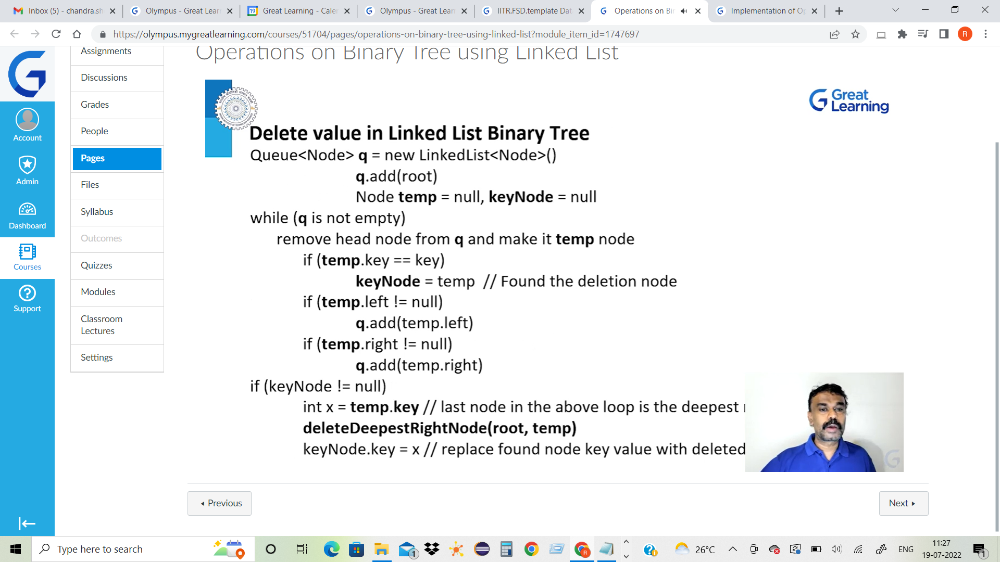 Inbox (5) - chandra.sh
Olympus - Great Lear
Great Learning - Cale
Olympus - Great Lear
IITR.FSD.template Dat
Operations on Bin
Implementation of Op
https://olympus.mygreatlearning.com/courses/51704/pages/operations-on-binary-tree-using-linked-list?module_item_id=1747697
R
Account
Admin
Dashboard
Courses
Support
Assignments
Discussions
Grades
People
Pages
Files
Syllabus
Outcomes
Quizzes
Modules
Classroom
Lectures
Settings
Operations on Binary Tree using Linked List
Great
Learning
Delete value in Linked List Binary Tree
Queue<Node> q = new LinkedList<Node>()
q.add(root)
Node temp = null, keyNode = null
while (q is not empty)
remove head node from q and make it temp node
if (temp.key == key)
keyNode = temp // Found the deletion node
if (temp.left != null)
q.add(temp.left)
if (temp.right != null)
q.add(temp.right)
if (keyNode != null)
int x = temp.key // last node in the above loop is the deepest
deleteDeepestRightNode(root, temp)
keyNode.key = x // replace found node key value with deleted
Previous
Next
Type here to search
1
R
26°C
ENG
11:27
19-07-2022
1